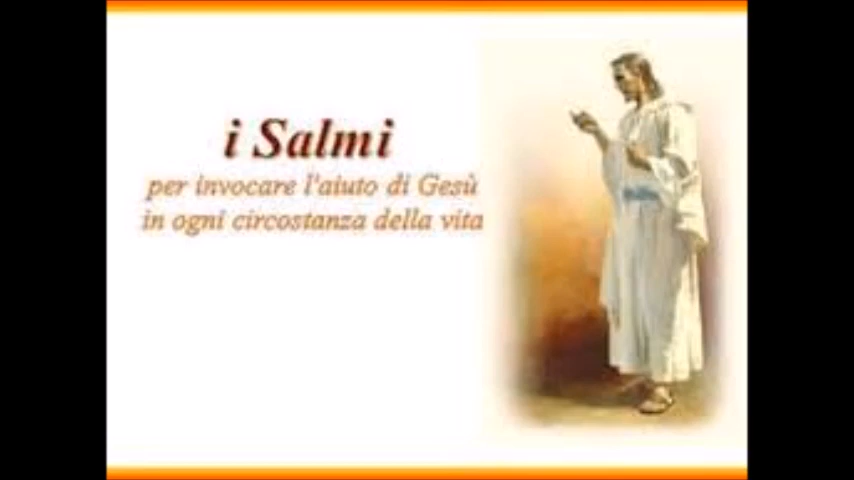 i Salmi
per invocare l'aiuto di Gesù
in ogni circostanza della vita